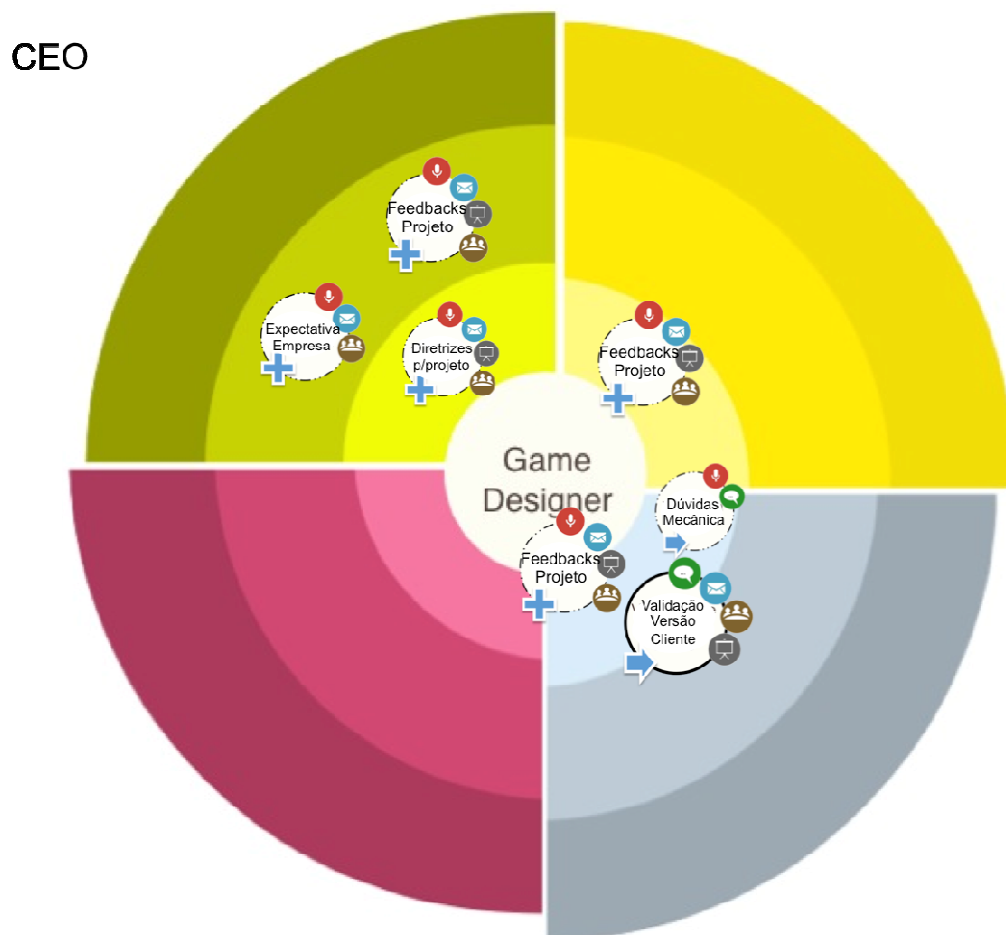 CEO
Feedbacks
Projeto
Expectativa
Empresa
Diretrizes
p/projeto
Feedbacks
Projeto
Game
Designer
Dúvidas
Mecânica
Feedbacks
Projeto
Validação
Versão
Cliente